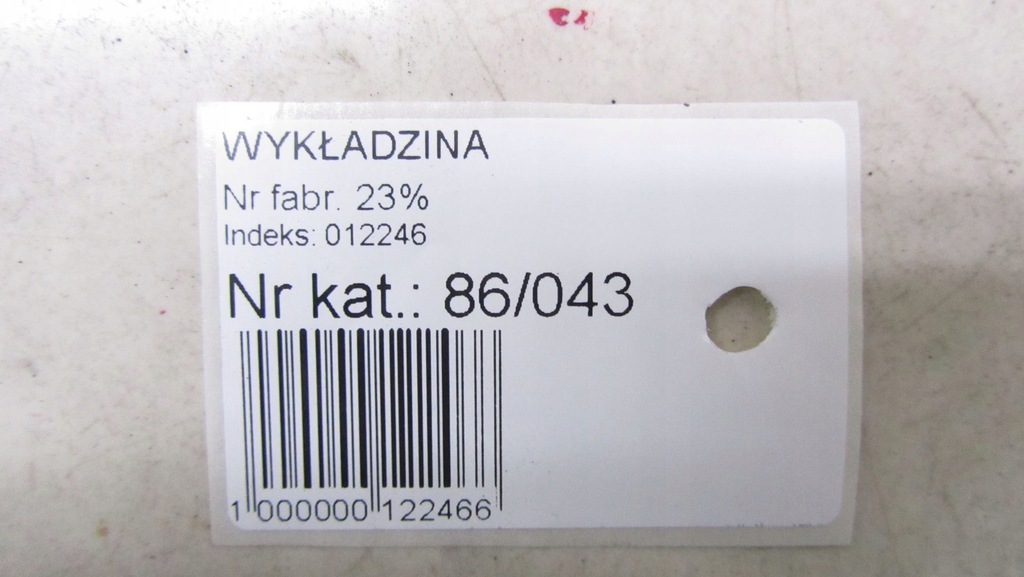 WYKŁADZINA
Nr fabr. 23%
Indeks: 012246
Nr kat.: 86/043
1 000000 122466